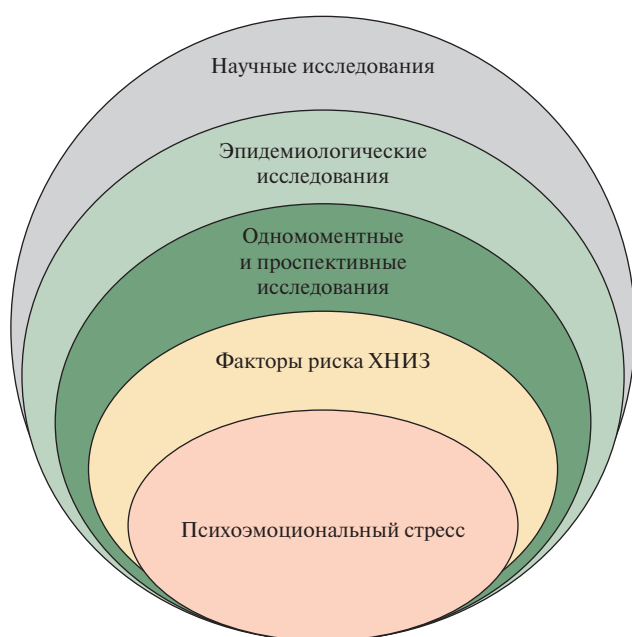 Научные исследования
Эпидемиологические
исследования
Одномоментные
и проспективные
исследования
Факторы риска ХНИЗ
Психоэмоциональный стресс